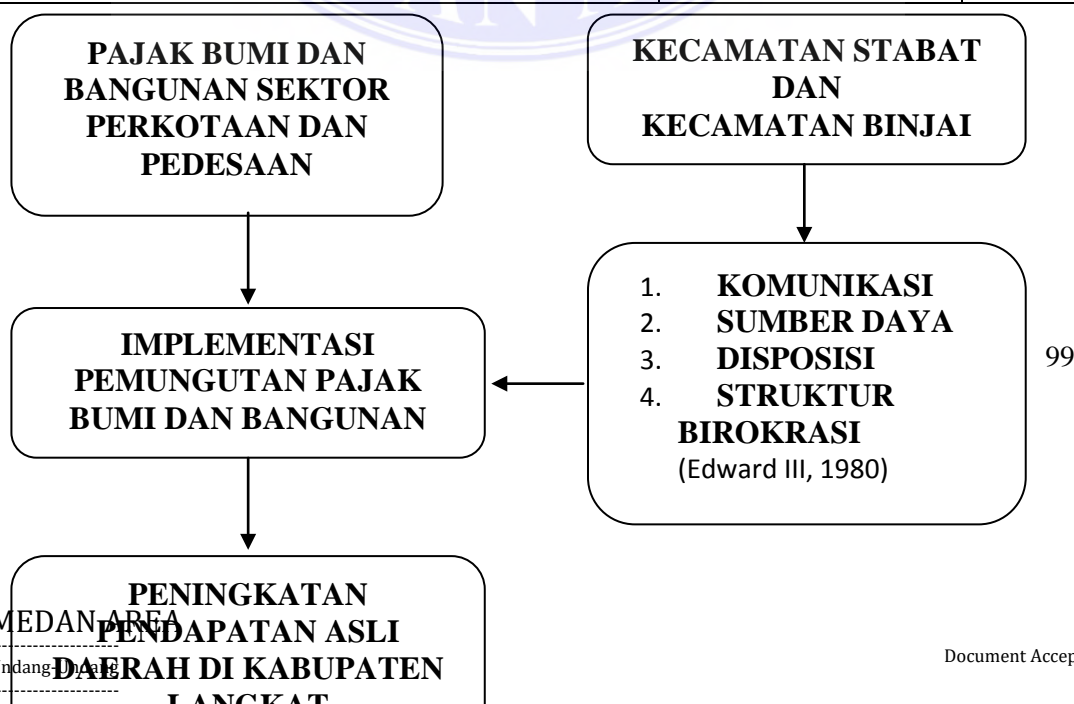 PAJAK BUMI DAN
BANGUNAN SEKTOR
PERKOTAAN DAN
PEDESAAN
KECAMATAN STABAT
DAN
KECAMATAN BINJAI
IMPLEMENTASI
PEMUNGUTAN PAJAK
BUMI DAN BANGUNAN
1. KOMUNIKASI
2. SUMBER DAYA
3. DISPOSISI
4. STRUKTUR
BIROKRASI
(Edward III, 1980)
99
PENINGKATAN
PENDAPATAN ASLI
DAERAH DI KABUPATEN
LANGKAT
MEDAN AREA
Document Accep